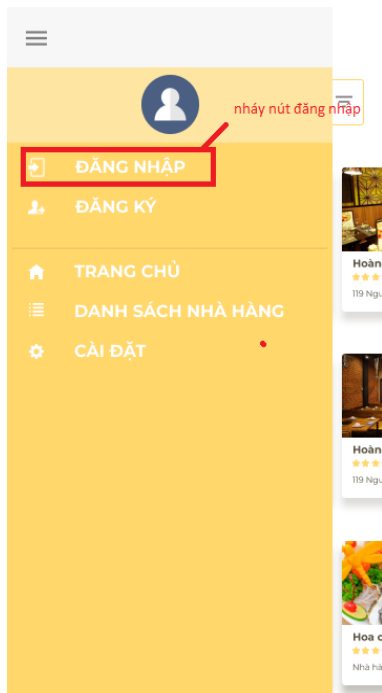 nháy nút đăng nhập
ĐĂNG NHẬP
ĐĂNG KÝ
TRANG CHỦ
DANH SÁCH NHÀ HÀNG
CÀI ĐẶT
Hoàn
119 Ngu
Hoàn
119 Ngu
Hoa c
Nhà hà